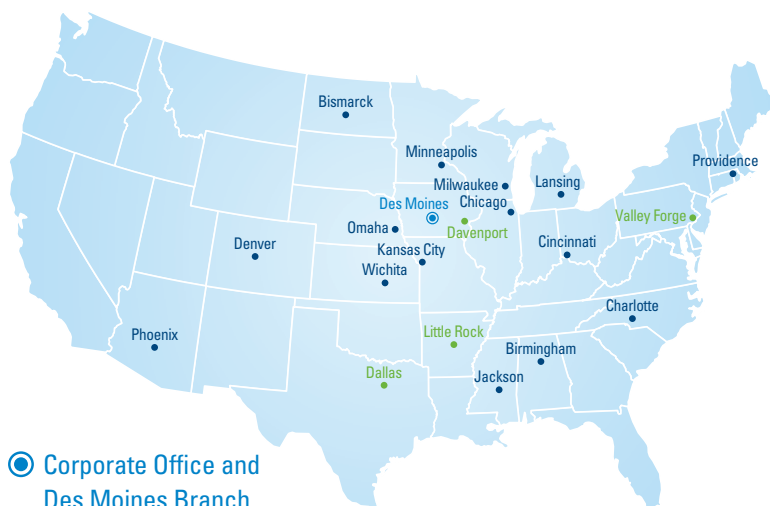 Bismarck
Minneapolis
Providence
Milwaukee
Lansing
Des Moines
Chicago
Valley Forge
Omaha
Davenport
Denver
Kansas City
Cincinnati
Wichita
Charlotte
Phoenix
Little Rock
Birmingham
Dallas
Jackson
Corporate Office and
Des Moines Branch